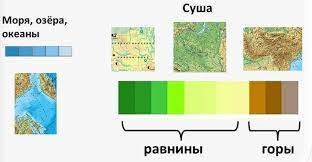 Суша
Моря, озёра,
океаны
равнины
горы